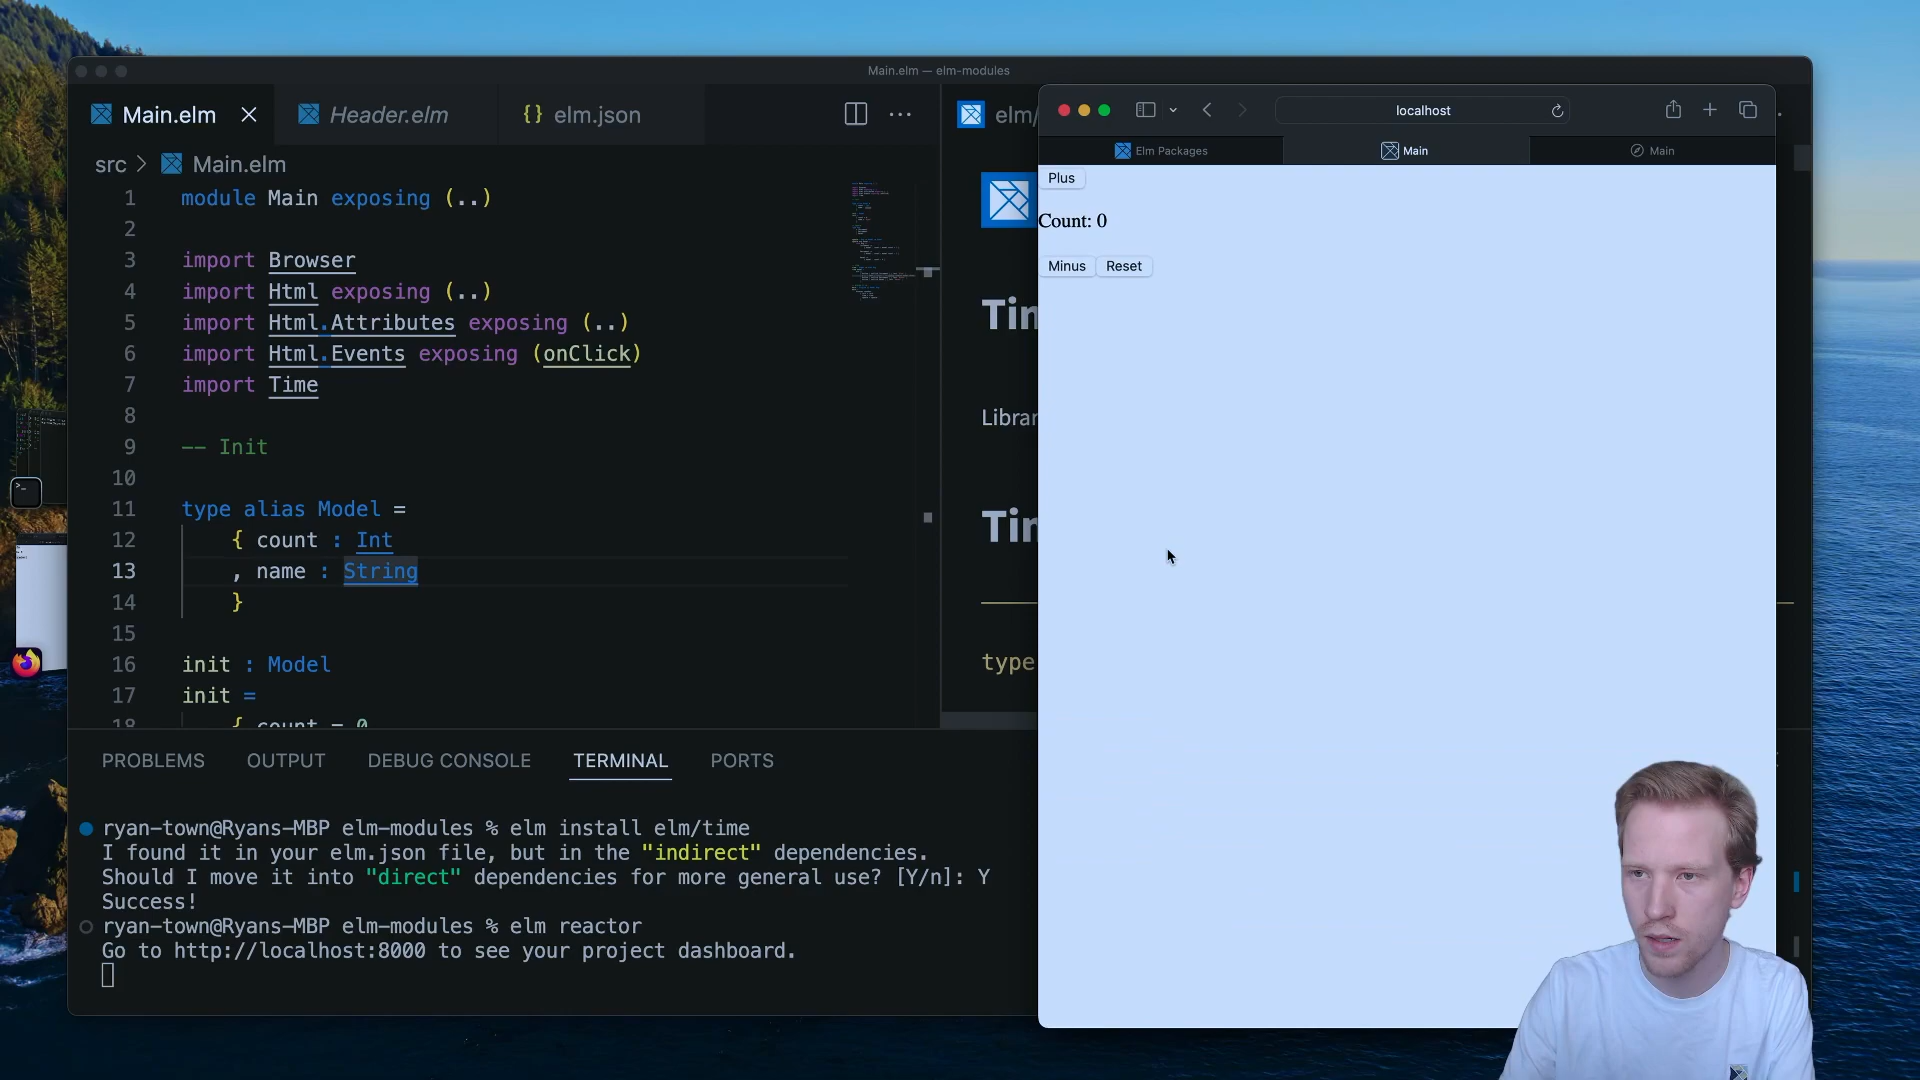 Main.elm — elm-modules
Main.elm
Header.elm
{} elm.json
elm/
src > Main.elm
1 module Main exposing (..)
2
3 import Browser
4 import Html exposing (..)
5 import Html.Attributes exposing (..)
6 import Html.Events exposing (onClick)
7 import Time
8
9 -- Init
10
11 type alias Model =
12 { count : Int
13 , name : String
14 }
15
16 init : Model
17 init =
18 { count = 0
Tim
Librar
Tim
type
localhost
Elm Packages
Main
Main
Plus
Count: 0
Minus
Reset
PROBLEMS
OUTPUT
DEBUG CONSOLE
TERMINAL
PORTS
ryan-town@Ryans-MBP elm-modules % elm install elm/time
I found it in your elm.json file, but in the "indirect" dependencies.
Should I move it into "direct" dependencies for more general use? [Y/n]: Y
Success!
ryan-town@Ryans-MBP elm-modules % elm reactor
Go to http://localhost:8000 to see your project dashboard.